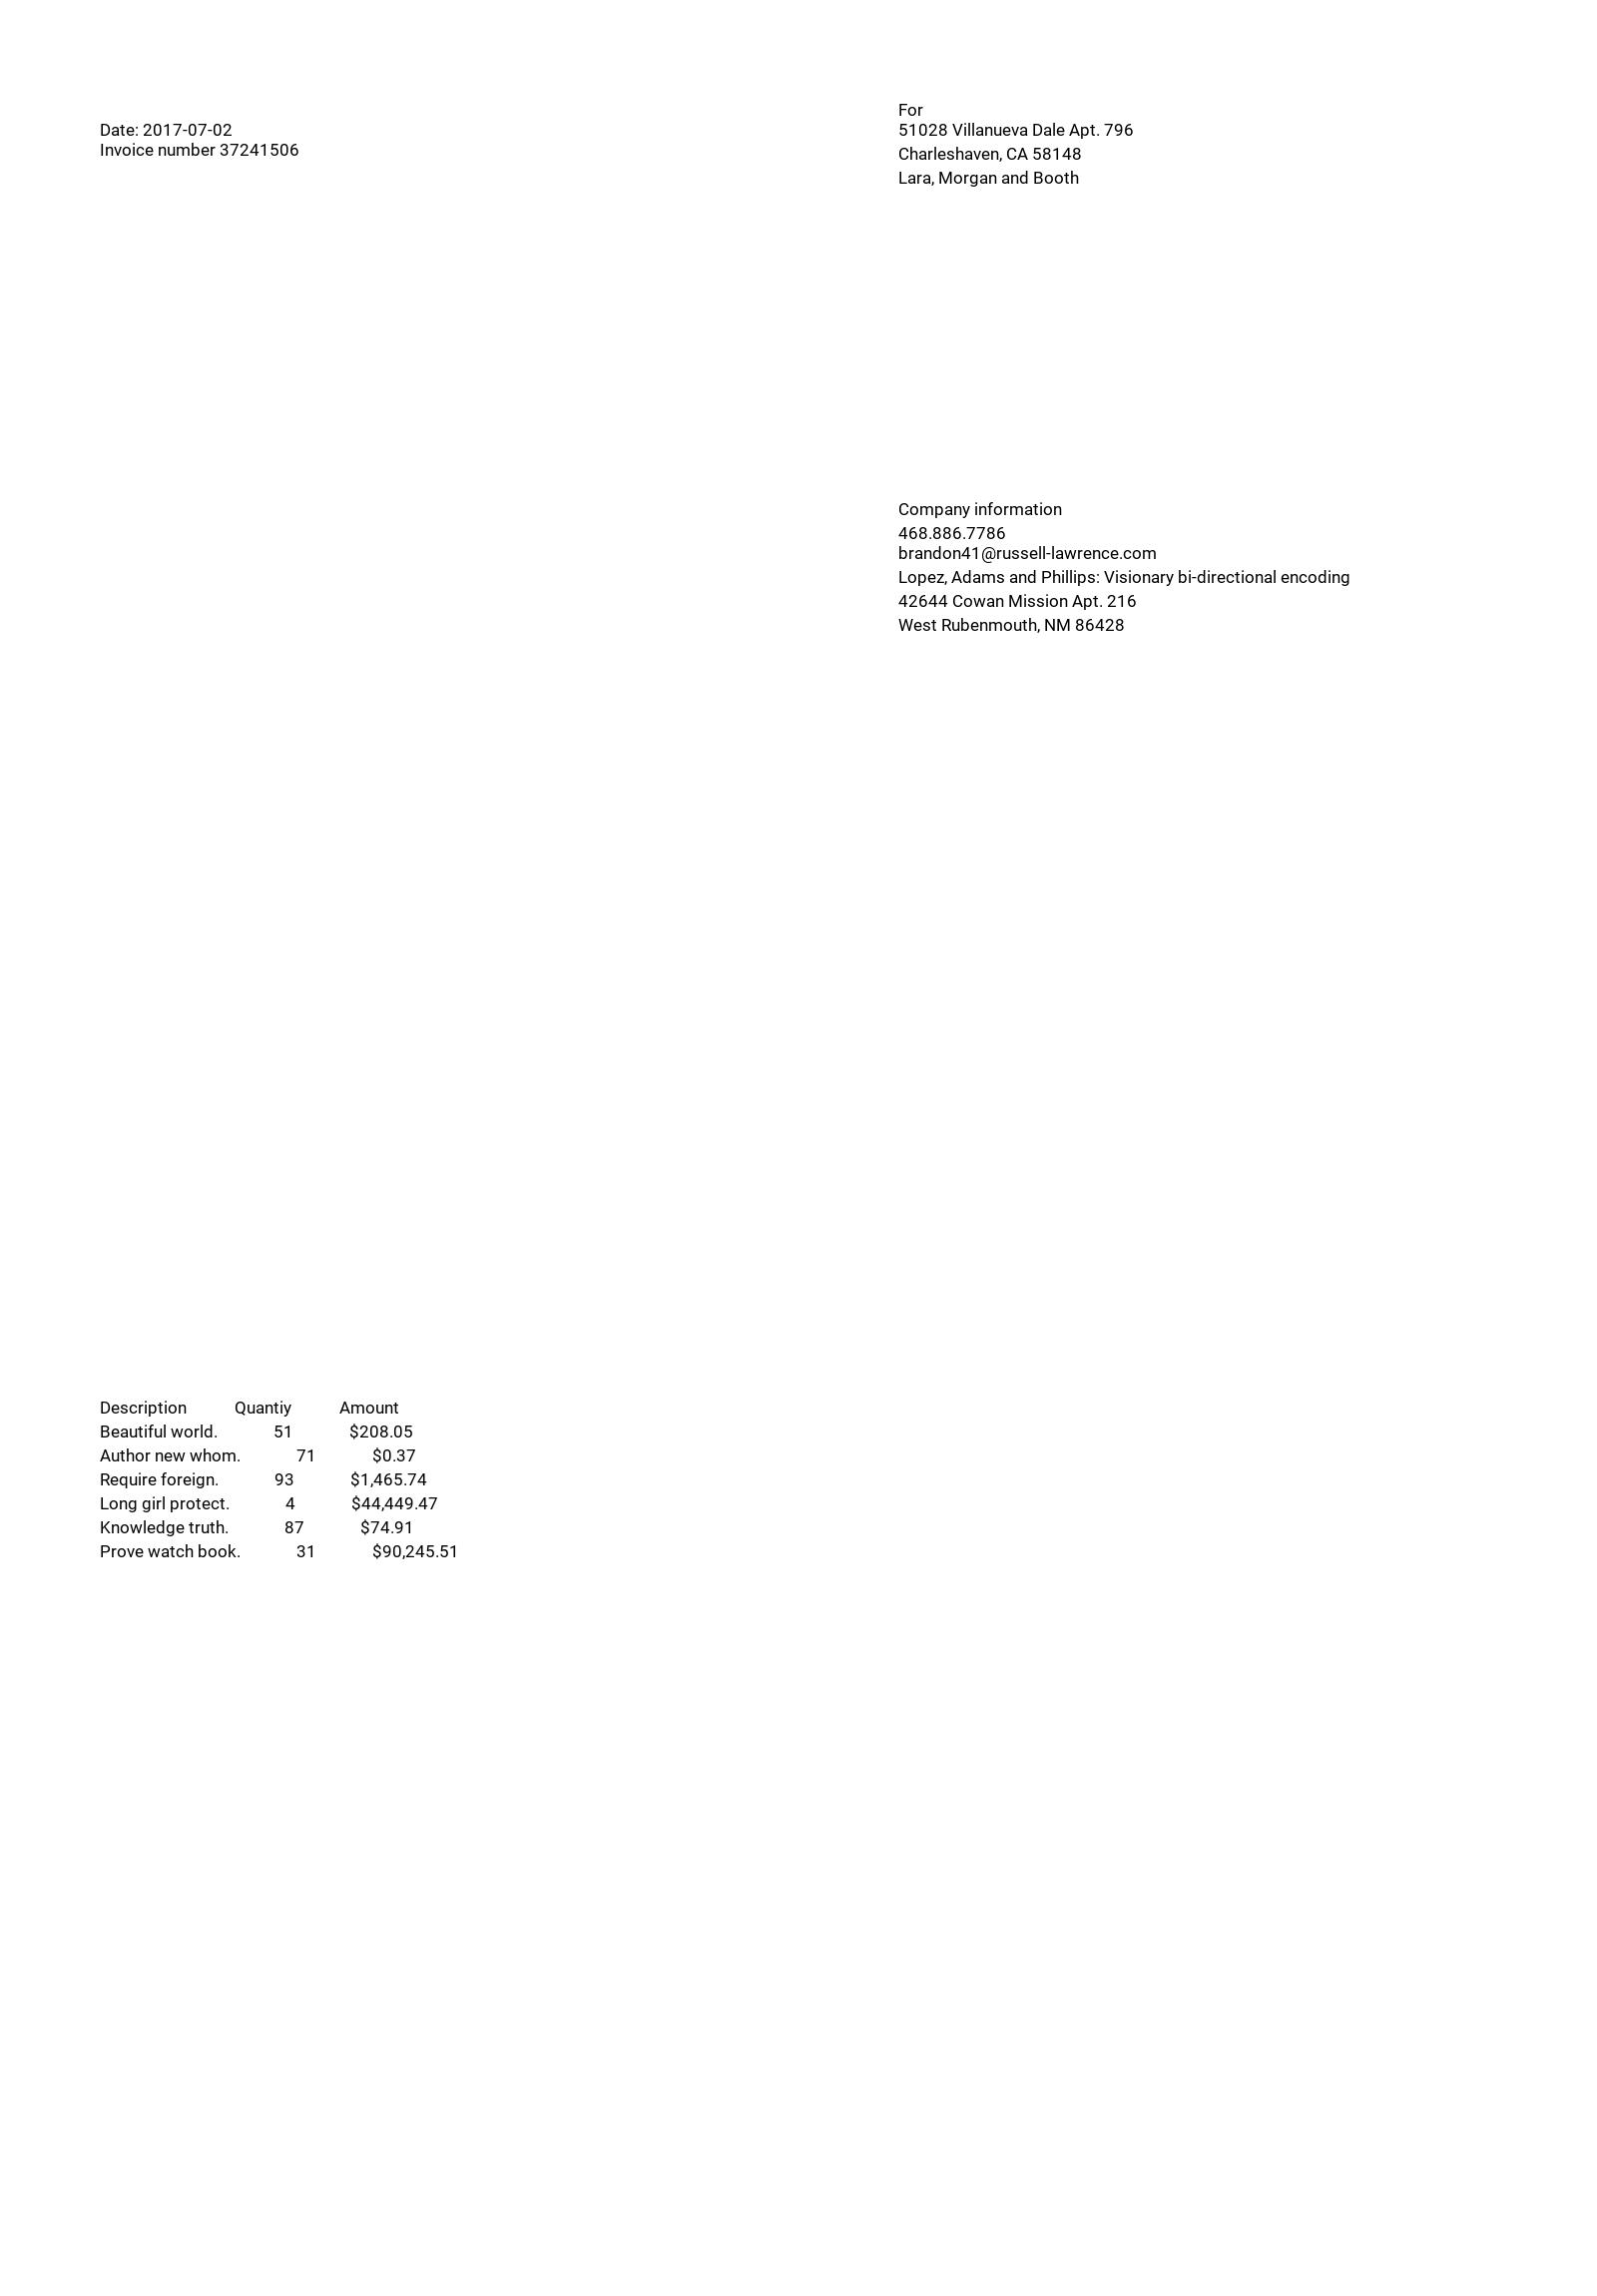 Date: 2017-07-02
Invoice number 37241506
For
51028 Villanueva Dale Apt. 796
Charleshaven, CA 58148
Lara, Morgan and Booth
Company information
468.886.7786
brandon41@russell-lawrence.com
Lopez, Adams and Phillips: Visionary bi-directional encoding
42644 Cowan Mission Apt. 216
West Rubenmouth, NM 86428
Description Quantiy Amount
Beautiful world. 51 $208.05
Author new whom. 71 $0.37
Require foreign. 93 $1,465.74
Long girl protect. 4 $44,449.47
Knowledge truth. 87 $74.91
Prove watch book. 31 $90,245.51